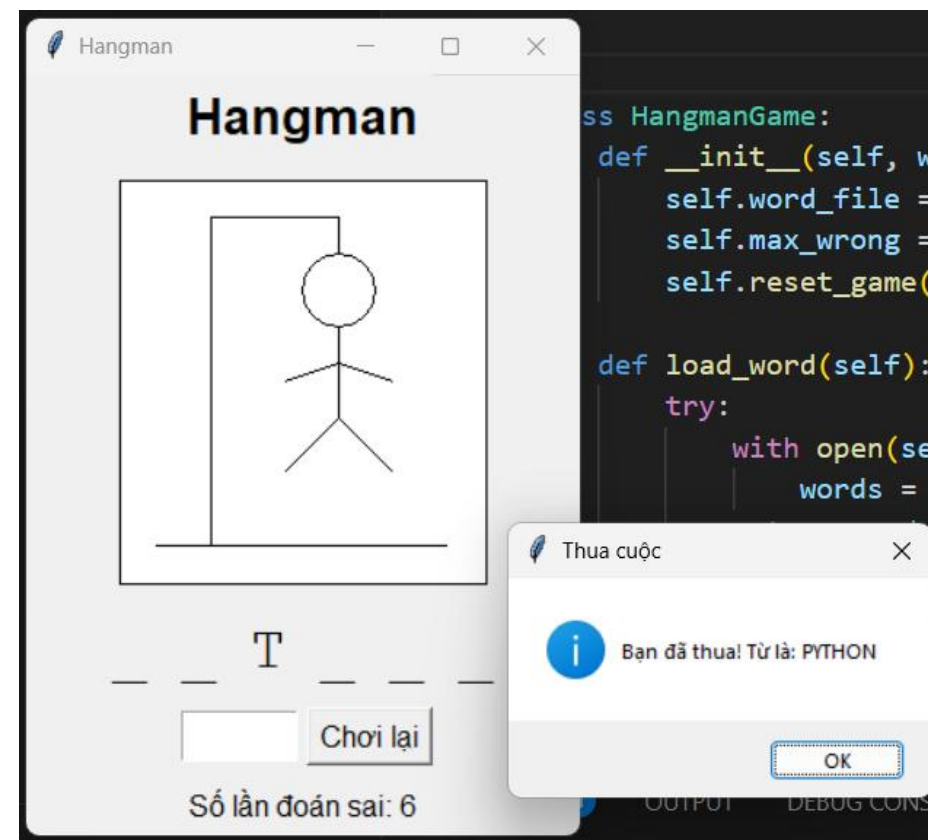 Hangman
Hangman
T
_ _ _ _ _
Chơi lại
Số lần đoán sai: 6
ss HangmanGame:
def __init__(self, w
self.word_file =
self.max_wrong =
self.reset_game(
def load_word(self):
try:
with open(se
words =
Thua cuộc
Bạn đã thua! Từ là: PYTHON
OK
OUTPUT DEBUG CONS